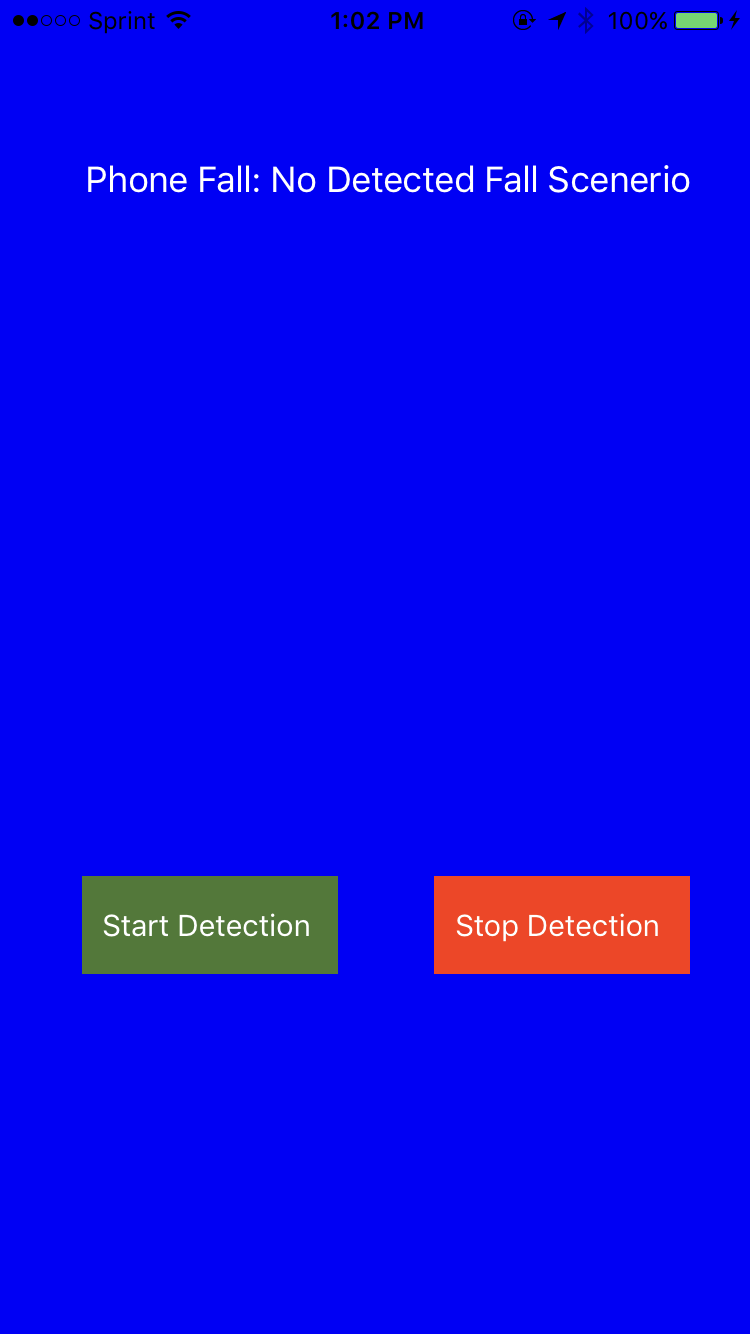 Sprint 1:02 PM 100%
Phone Fall: No Detected Fall Scenerio
Start Detection Stop Detection